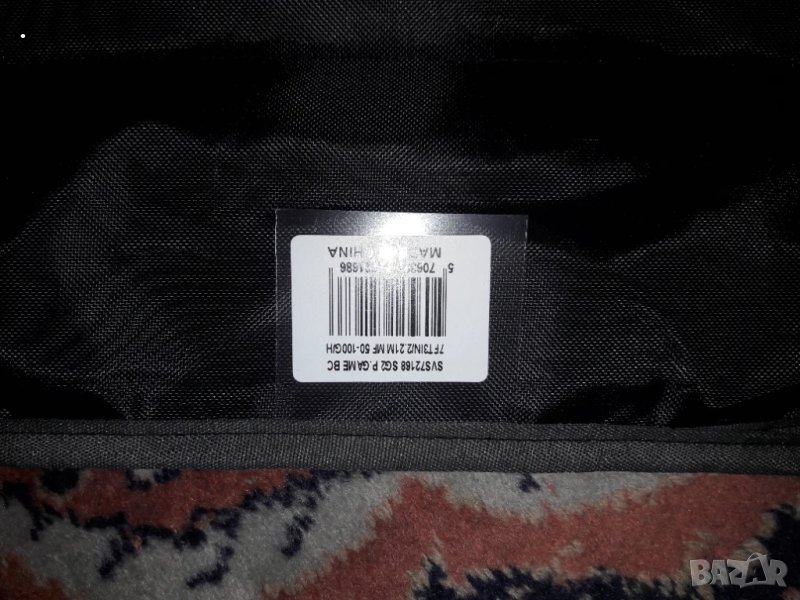 SVS72168 SG2 P.GAME BC
7FT3IN/2.21M MF 50-100G/H
BAZAR